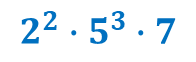 2² · 5³ · 7